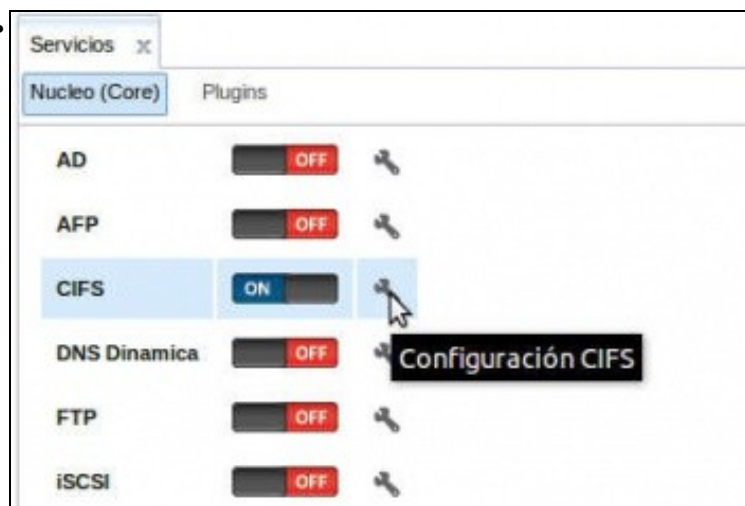 Servicios x
Nucleo (Core) Plugins
AD OFF
AFP OFF
CIFS ON
Configuración CIFS
DNS Dinamica OFF
FTP OFF
iSCSI OFF